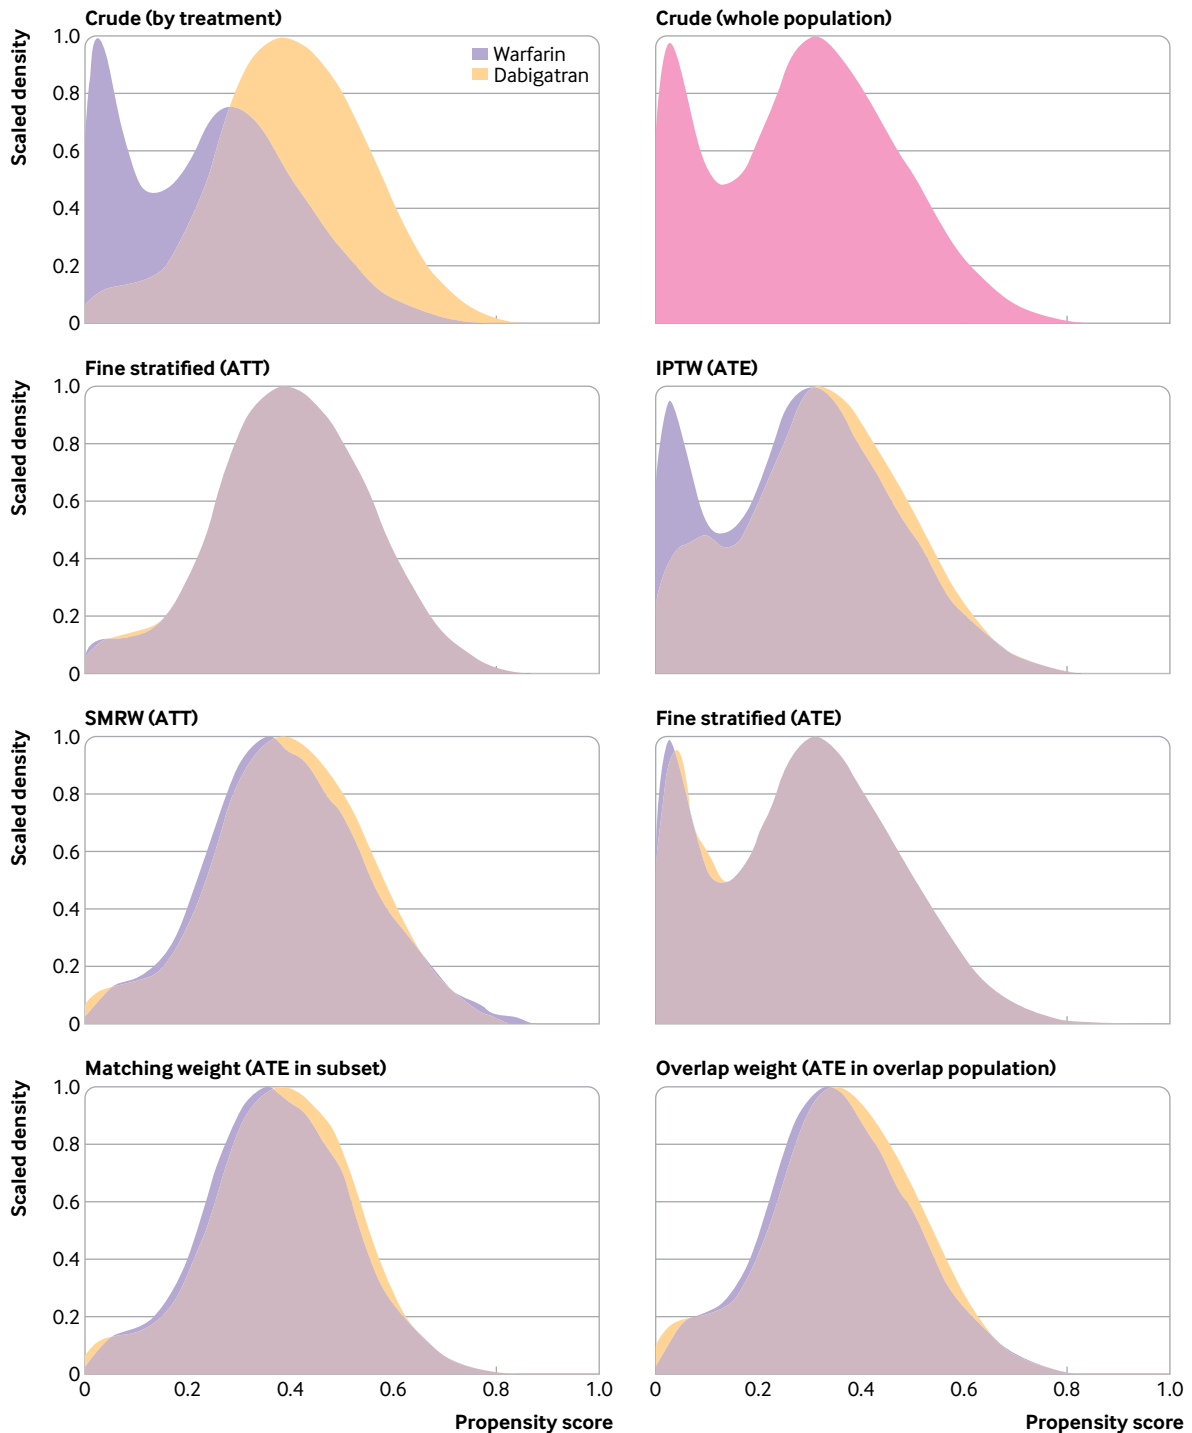 Crude (by treatment)
Scaled density
1.0
0.8
0.6
0.4
0.2
0
Warfarin
Dabigatran
Crude (whole population)
Fine stratified (ATT)
Scaled density
1.0
0.8
0.6
0.4
0.2
0
IPTW (ATE)
SMRW (ATT)
Scaled density
1.0
0.8
0.6
0.4
0.2
0
Fine stratified (ATE)
Matching weight (ATE in subset)
Scaled density
1.0
0.8
0.6
0.4
0.2
0
0 0.2 0.4 0.6 0.8 1.0
Propensity score
Overlap weight (ATE in overlap population)
0 0.2 0.4 0.6 0.8 1.0
Propensity score